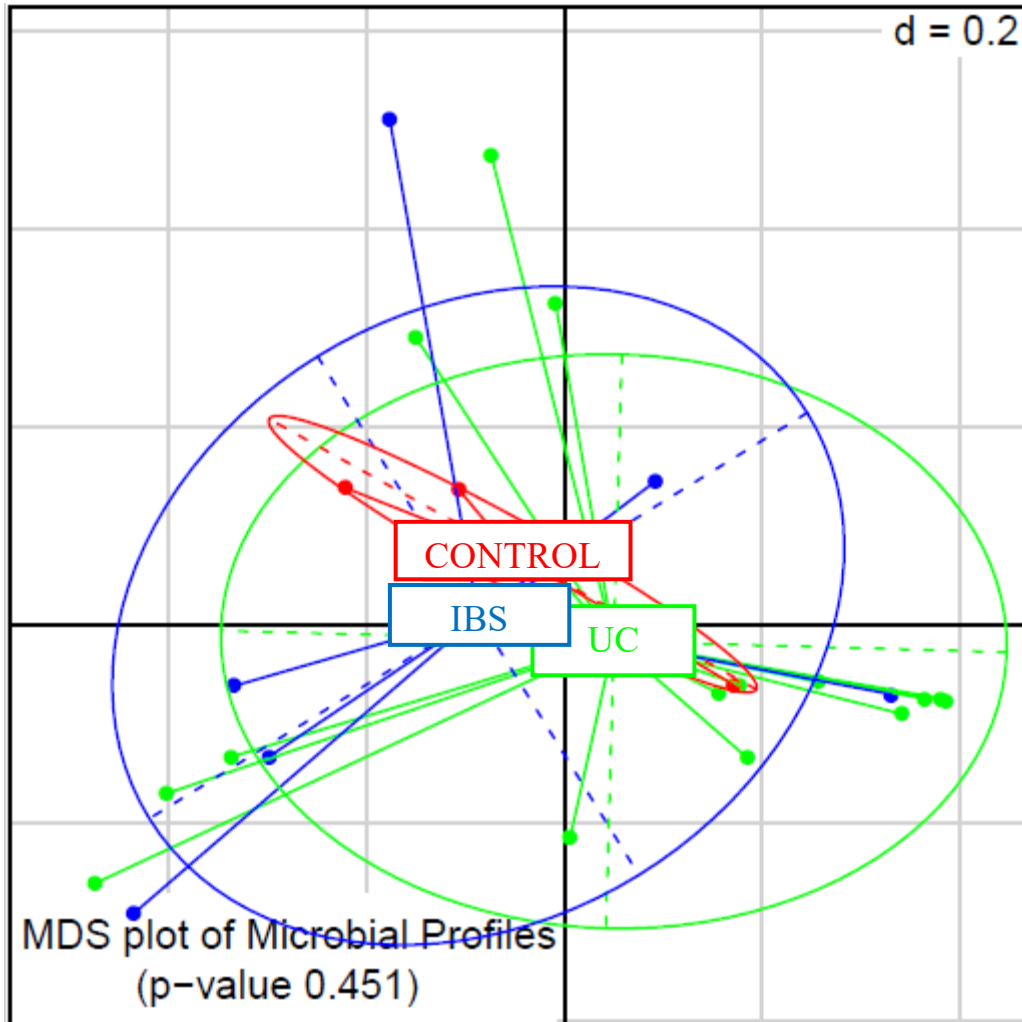 d = 0.2
CONTROL
IBS
UC
MDS plot of Microbial Profiles
(p−value 0.451)